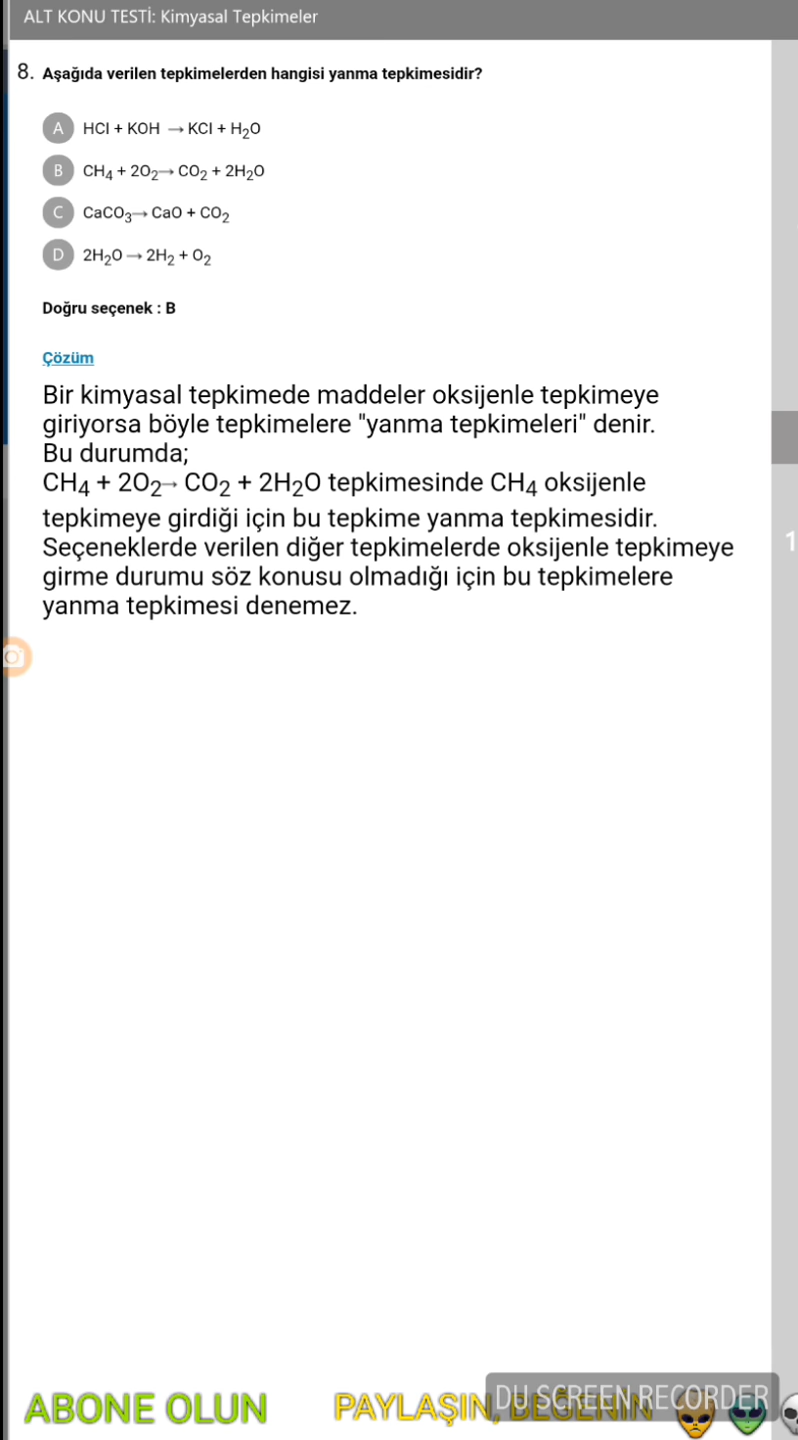 ALT KONU TESTİ: Kimyasal Tepkimeler
8. Aşağıda verilen tepkimelerden hangisi yanma tepkimesidir?
A HCl + KOH → KCl + H₂O
B CH₄ + 2O₂→ CO₂ + 2H₂O
C CaCO₃→ CaO + CO₂
D 2H₂O → 2H₂ + O₂
Doğru seçenek : B
Çözüm
Bir kimyasal tepkimede maddeler oksijenle tepkimeye
giriyorsa böyle tepkimelere "yanma tepkimeleri" denir.
Bu durumda;
CH₄ + 2O₂→ CO₂ + 2H₂O tepkimesinde CH₄ oksijenle
tepkimeye girdiği için bu tepkime yanma tepkimesidir.
Seçeneklerde verilen diğer tepkimelerde oksijenle tepkimeye
1
girme durumu söz konusu olmadığı için bu tepkimelere
yanma tepkimesi denemez.
DU SCREEN RECORDER
ABONE OLUN PAYLAŞIN, BEĞENİN